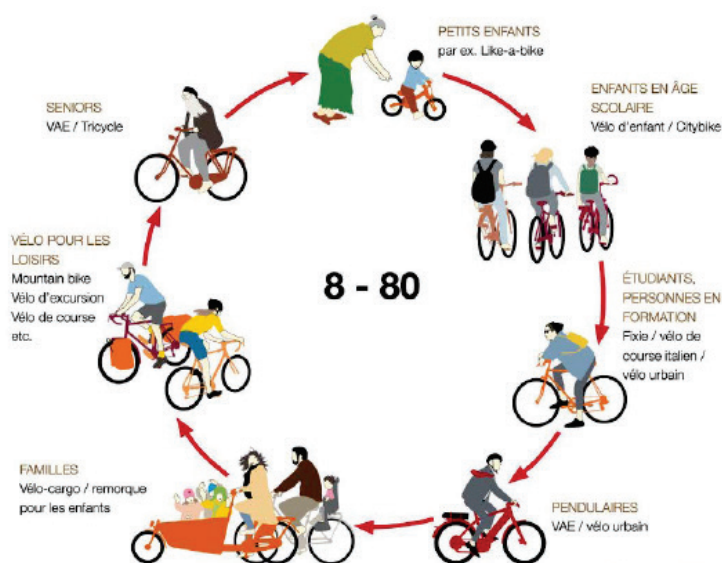 PETITS ENFANTS
par ex. Like-a-bike
ENFANTS EN ÂGE
SCOLAIRE
Vélo d'enfant / Citybike
ÉTUDIANTS,
PERSONNES EN
FORMATION
Fixie / vélo de
course italien /
vélo urbain
PENDULAIRES
VAE / vélo urbain
FAMILLES
Vélo-cargo / remorque
pour les enfants
VÉLO POUR LES
LOISIRS
Mountain bike
Vélo d'excursion
Vélo de course
etc.
SENIORS
VAE / Tricycle
8 - 80